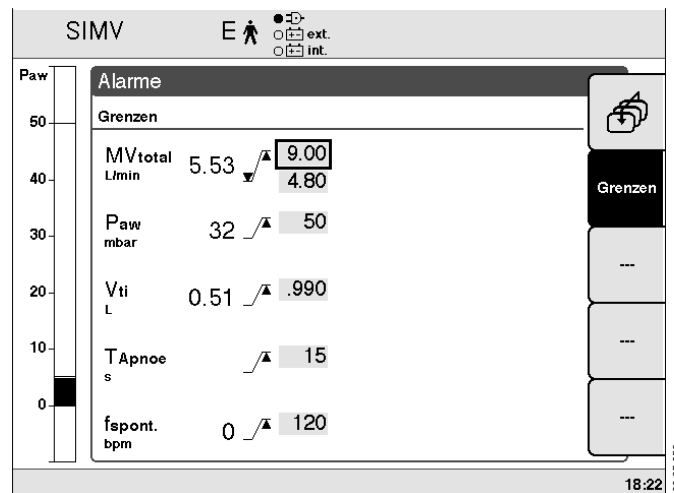 SIMV E
ext.
int.
Paw
50
40
30
20
10
0
Alarme
Grenzen
MVtotal 5.53 9.00
L/min 4.80
Paw 32 50
mbar
Vti 0.51 .990
L
TApnoe 15
s
fspont. 0 120
bpm
Grenzen
---
---
---
18:22